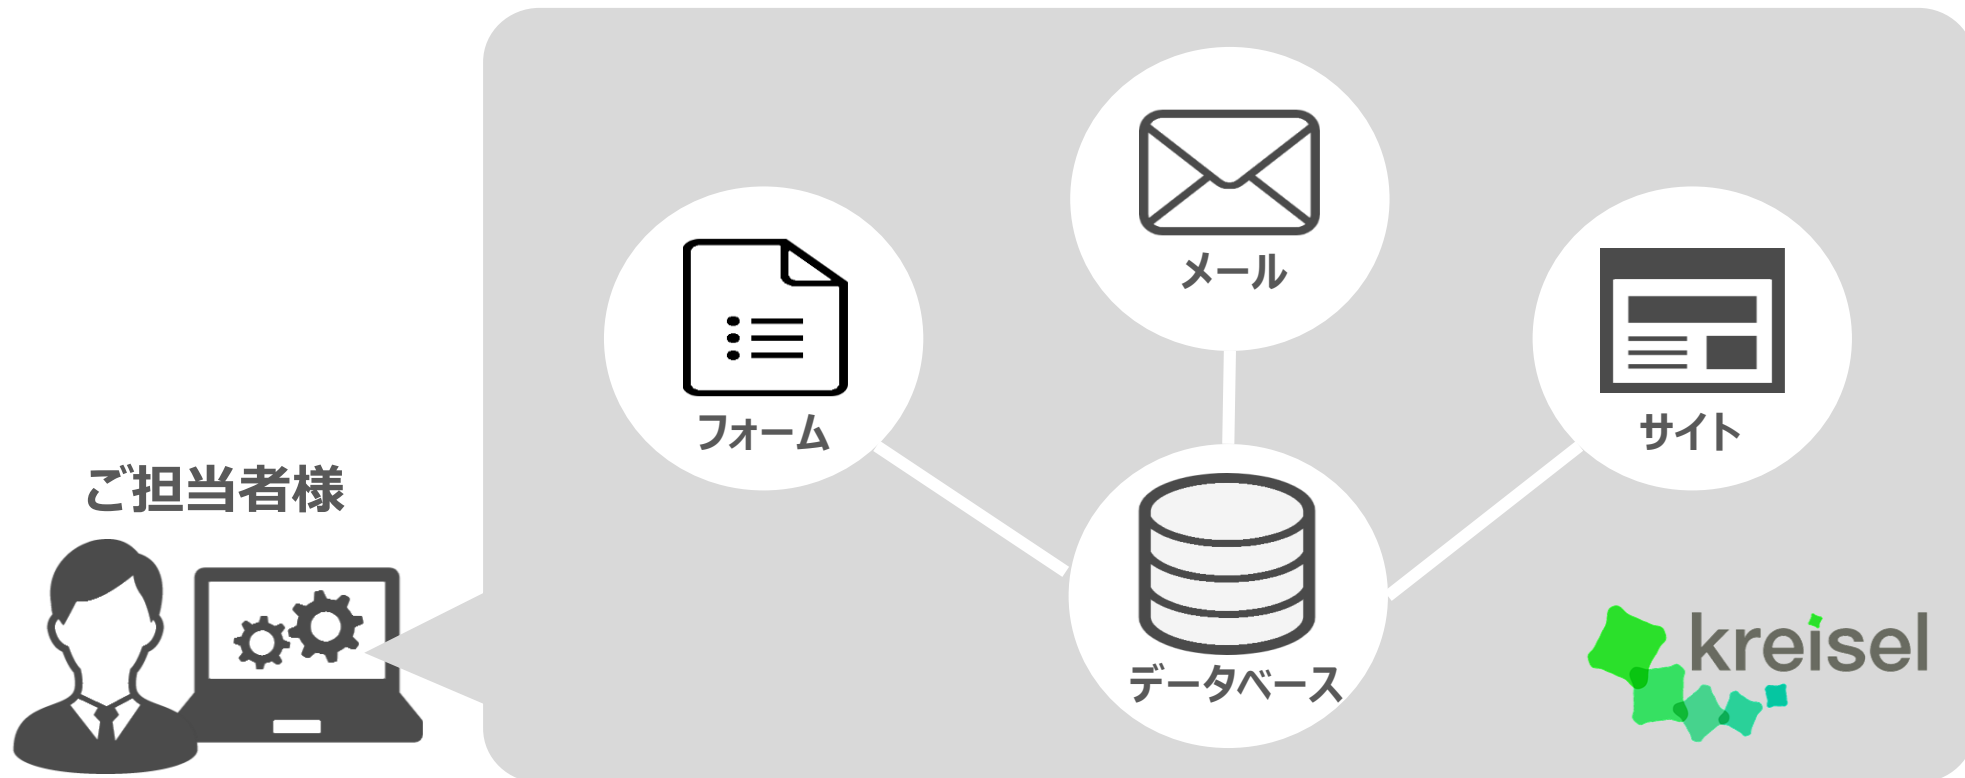 ご担当者様
フォーム
メール
サイト
データベース
kreisel